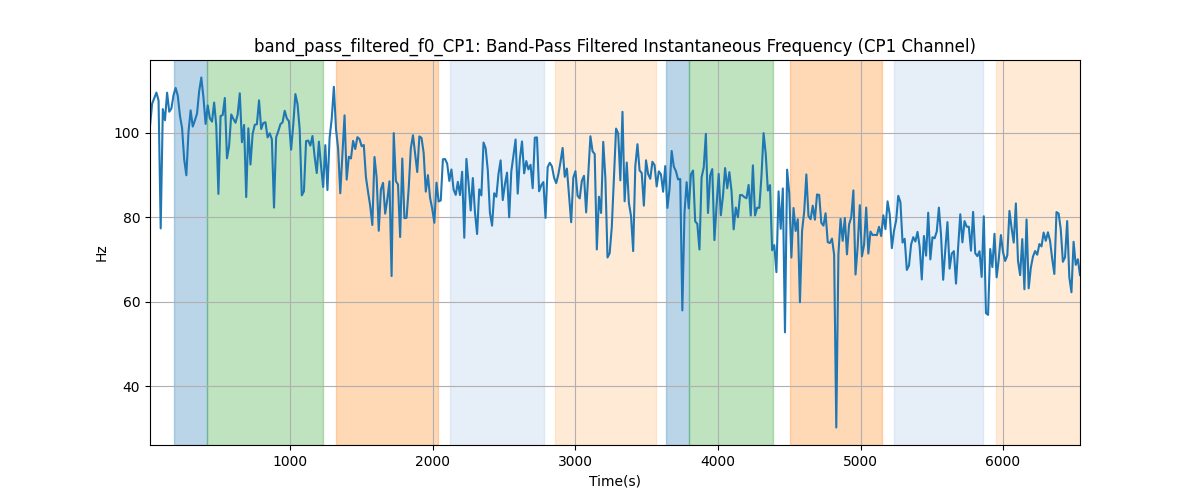 band_pass_filtered_f0_CP1: Band-Pass Filtered Instantaneous Frequency (CP1 Channel)
100
80
60
40
Hz
1000 2000 3000 4000 5000 6000
Time(s)